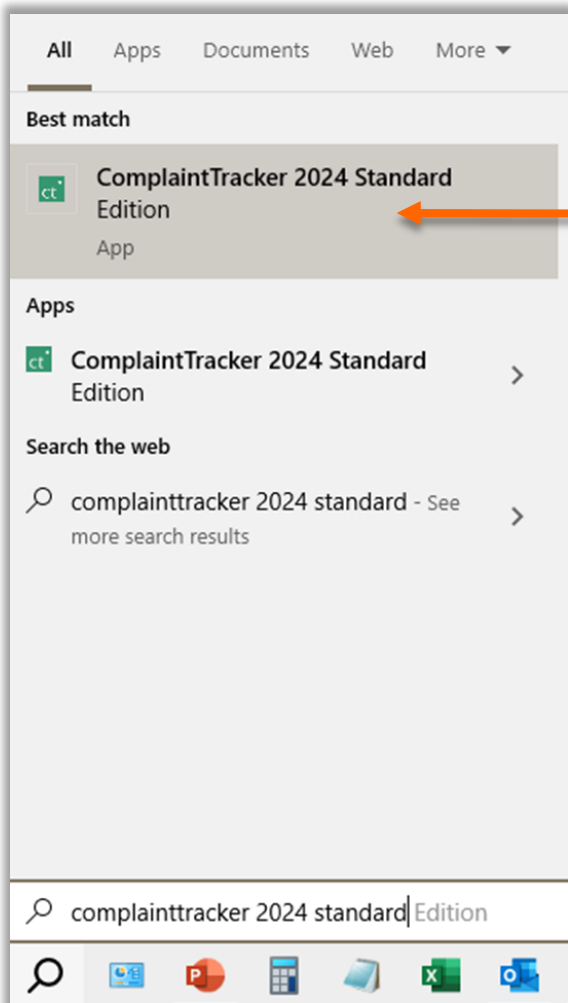 All Apps Documents Web More
Best match
ct
ComplaintTracker 2024 Standard
Edition
App
Apps
ct
ComplaintTracker 2024 Standard
Edition
Search the web
complainttracker 2024 standard - See
more search results
complainttracker 2024 standard Edition